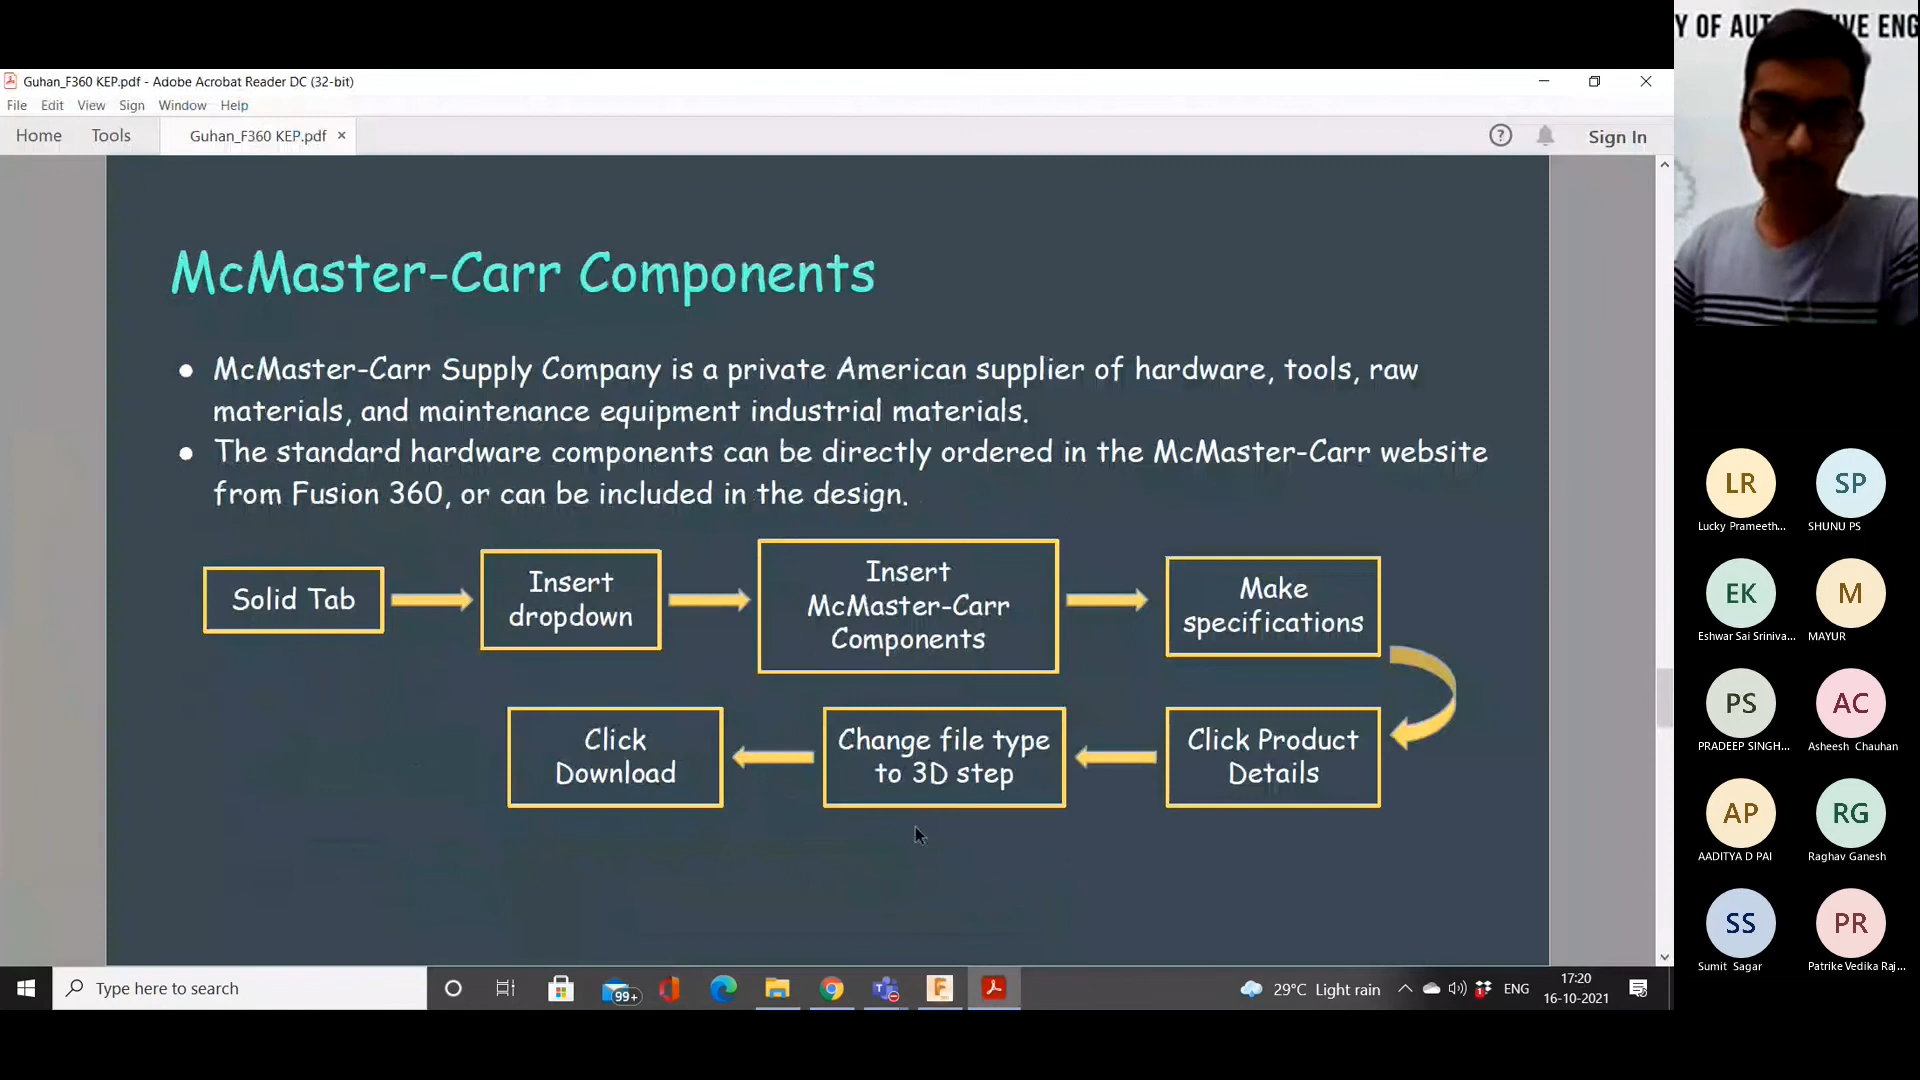 Y OF AUT VE ENG
Guhan_F360 KEP.pdf - Adobe Acrobat Reader DC (32-bit)
File Edit View Sign Window Help
Home Tools Guhan_F360 KEP.pdf × Sign In
McMaster-Carr Components
● McMaster-Carr Supply Company is a private American supplier of hardware, tools, raw
materials, and maintenance equipment industrial materials.
● The standard hardware components can be directly ordered in the McMaster-Carr website
from Fusion 360, or can be included in the design.
Solid Tab
Insert
dropdown
Insert
McMaster-Carr
Components
Make
specifications
Click Product
Details
Change file type
to 3D step
Click
Download
LR
Lucky Prameeth...
SP
SHUNU PS
EK
Eshwar Sai Sriniva...
M
MAYUR
PS
PRADEEP SINGH...
AC
Asheesh Chauhan
AP
AADITYA D PAI
RG
Raghav Ganesh
SS
Sumit Sagar
PR
Patrike Vedika Raj...
Type here to search
99+
29°C Light rain
ENG
17:20
16-10-2021